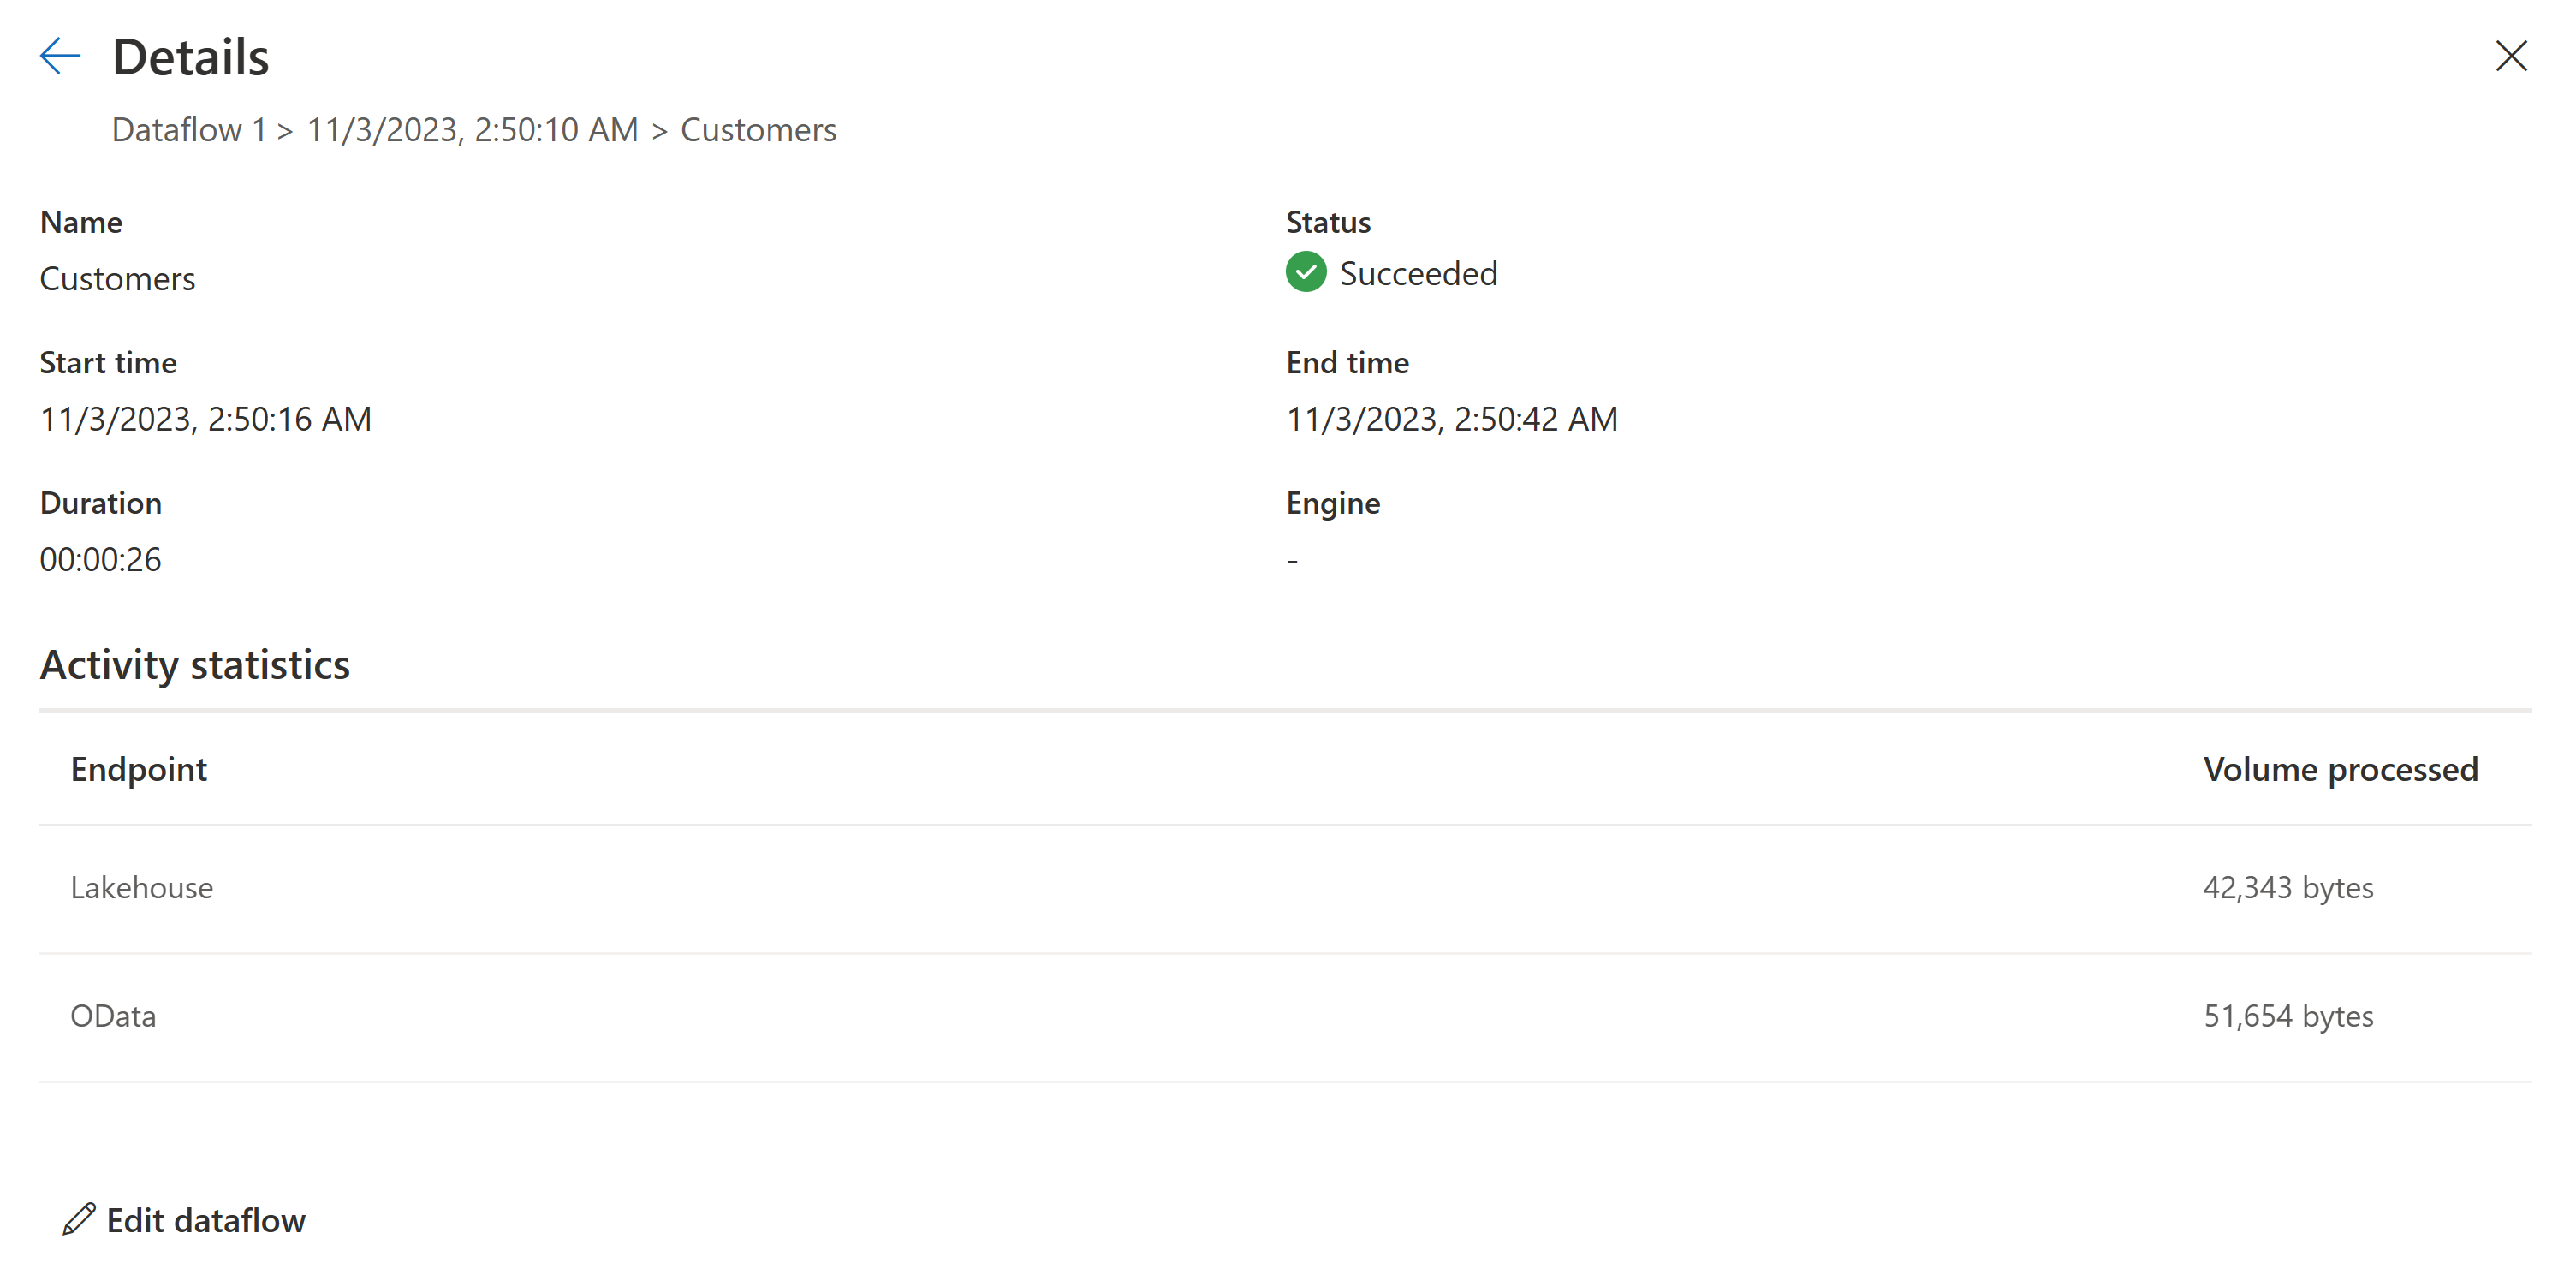 Details
Dataflow 1 > 11/3/2023, 2:50:10 AM > Customers
Name
Customers
Status
Succeeded
Start time
11/3/2023, 2:50:16 AM
End time
11/3/2023, 2:50:42 AM
Duration
00:00:26
Engine
-
Activity statistics
Endpoint Volume processed
Lakehouse 42,343 bytes
OData 51,654 bytes
Edit dataflow